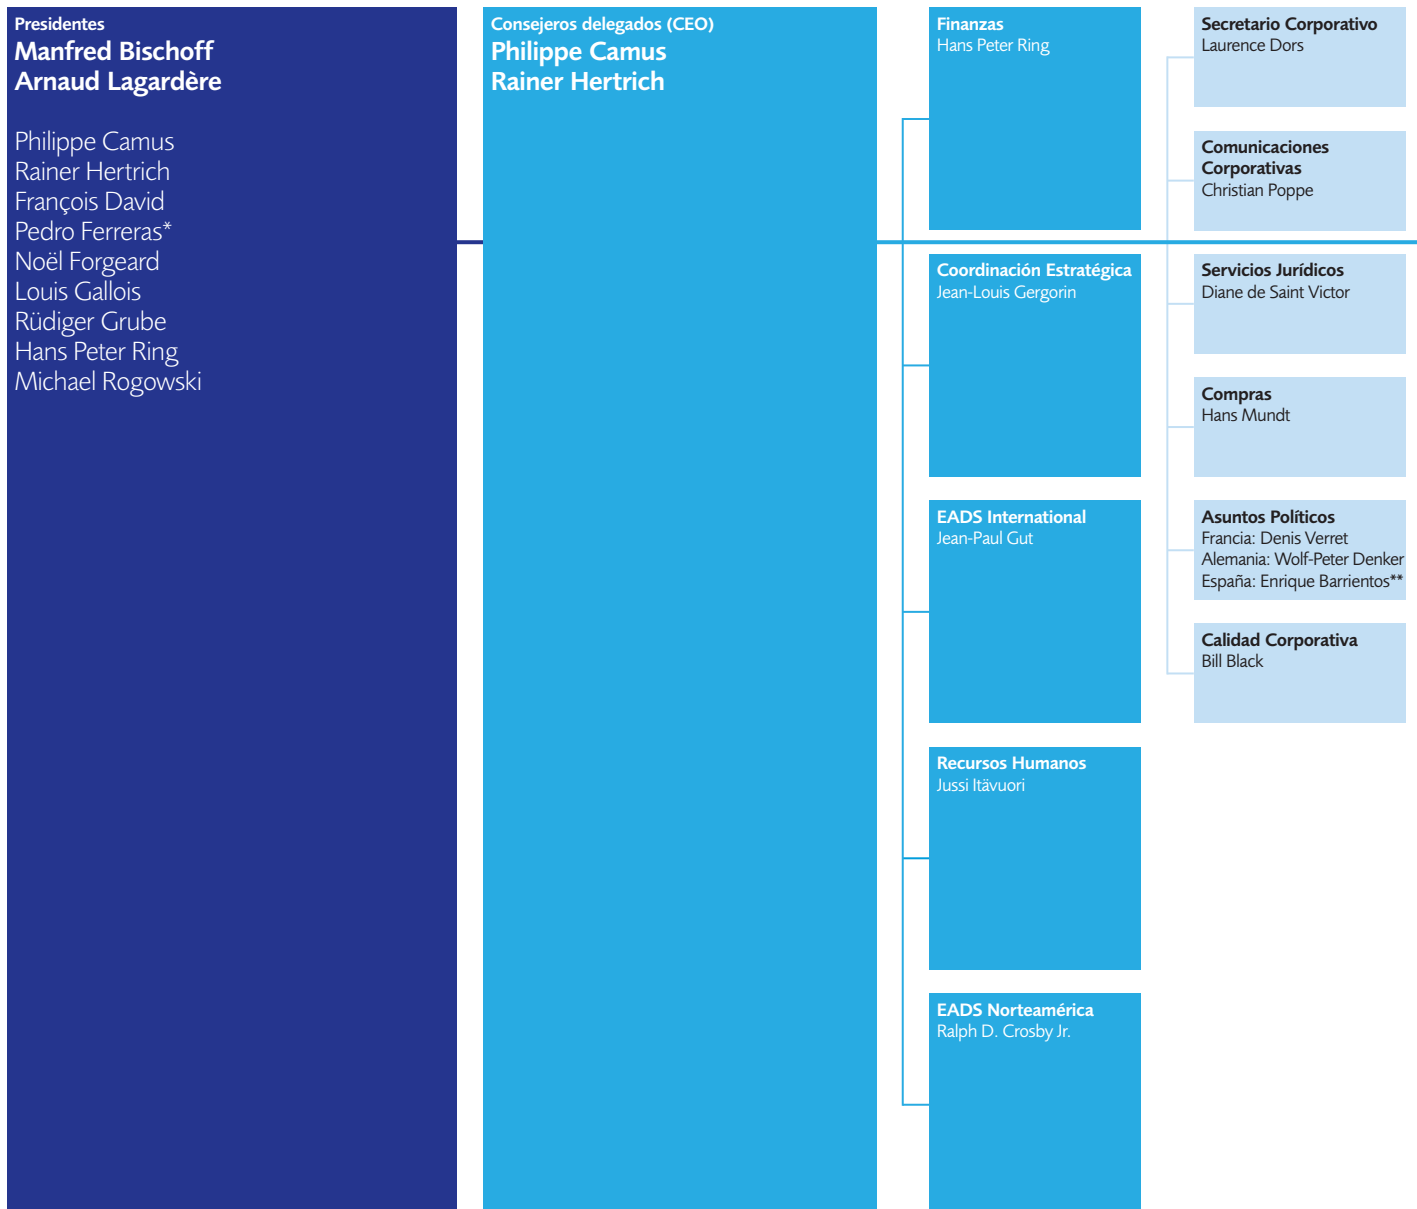 Presidentes
Manfred Bischoff
Arnaud Lagardère
Philippe Camus
Rainer Hertrich
François David
Pedro Ferreras*
Noël Forgeard
Louis Gallois
Rüdiger Grube
Hans Peter Ring
Michael Rogowski
Consejeros delegados (CEO)
Philippe Camus
Rainer Hertrich
Finanzas
Hans Peter Ring
Coordinación Estratégica
Jean-Louis Gergorin
EADS International
Jean-Paul Gut
Recursos Humanos
Jussi Itävuori
EADS Norteamérica
Ralph D. Crosby Jr.
Secretario Corporativo
Laurence Dors
Comunicaciones
Corporativas
Christian Poppe
Servicios Jurídicos
Diane de Saint Victor
Compras
Hans Mundt
Asuntos Políticos
Francia: Denis Verret
Alemania: Wolf-Peter Denker
España: Enrique Barrientos**
Calidad Corporativa
Bill Black